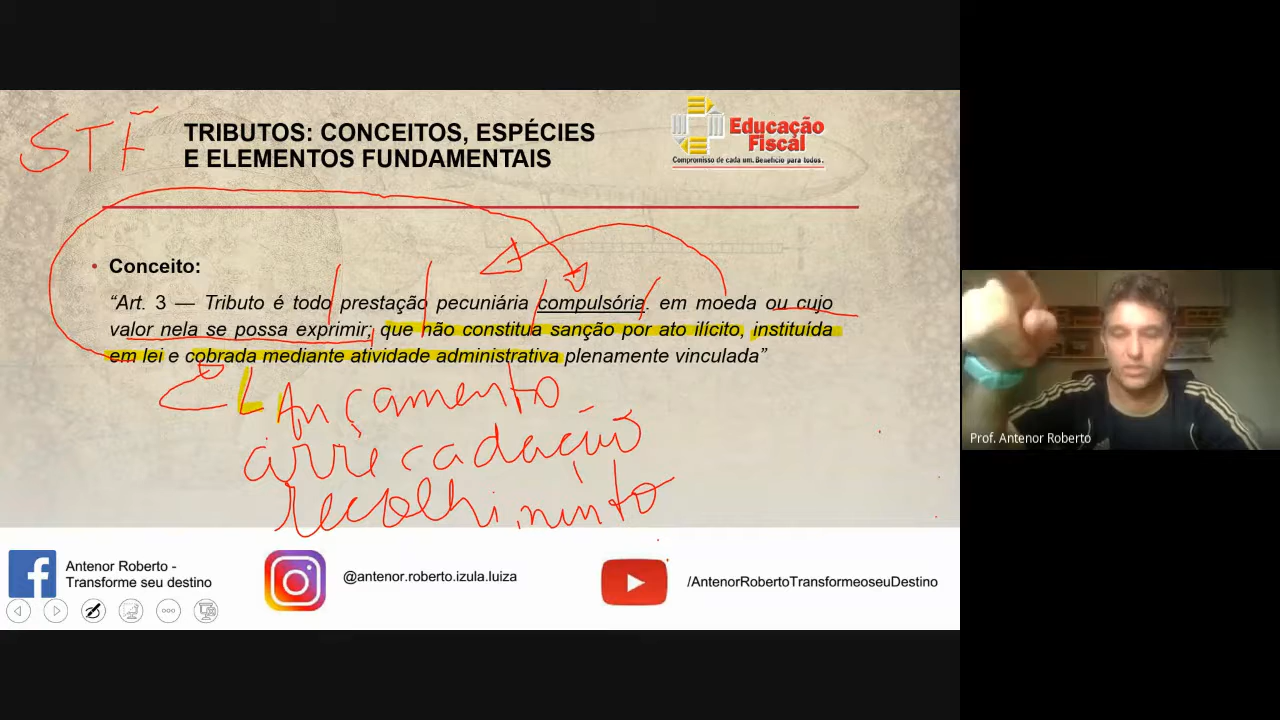 STF
TRIBUTOS: CONCEITOS, ESPÉCIES
E ELEMENTOS FUNDAMENTAIS
Educação
Fiscal
Compromisso de cada um. Benefício para todos.
• Conceito:
“Art. 3 — Tributo é todo prestação pecuniária compulsória. em moeda ou cujo
valor nela se possa exprimir; que não constitua sanção por ato ilícito, instituída
em lei e cobrada mediante atividade administrativa plenamente vinculada”
Lançamento
arrecadação
recolhimento
Prof. Antenor Roberto
Antenor Roberto -
Transforme seu destino
@antenor.roberto.izula.luiza
/AntenorRobertoTransformeoseuDestino